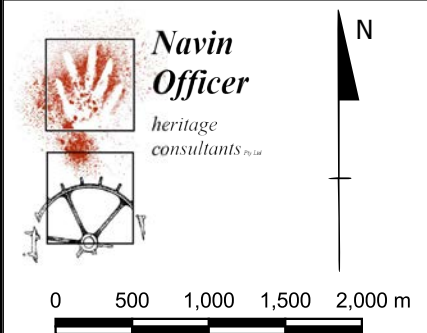 Navin
Officer
heritage
consultants Pty Ltd
N
0 500 1,000 1,500 2,000 m